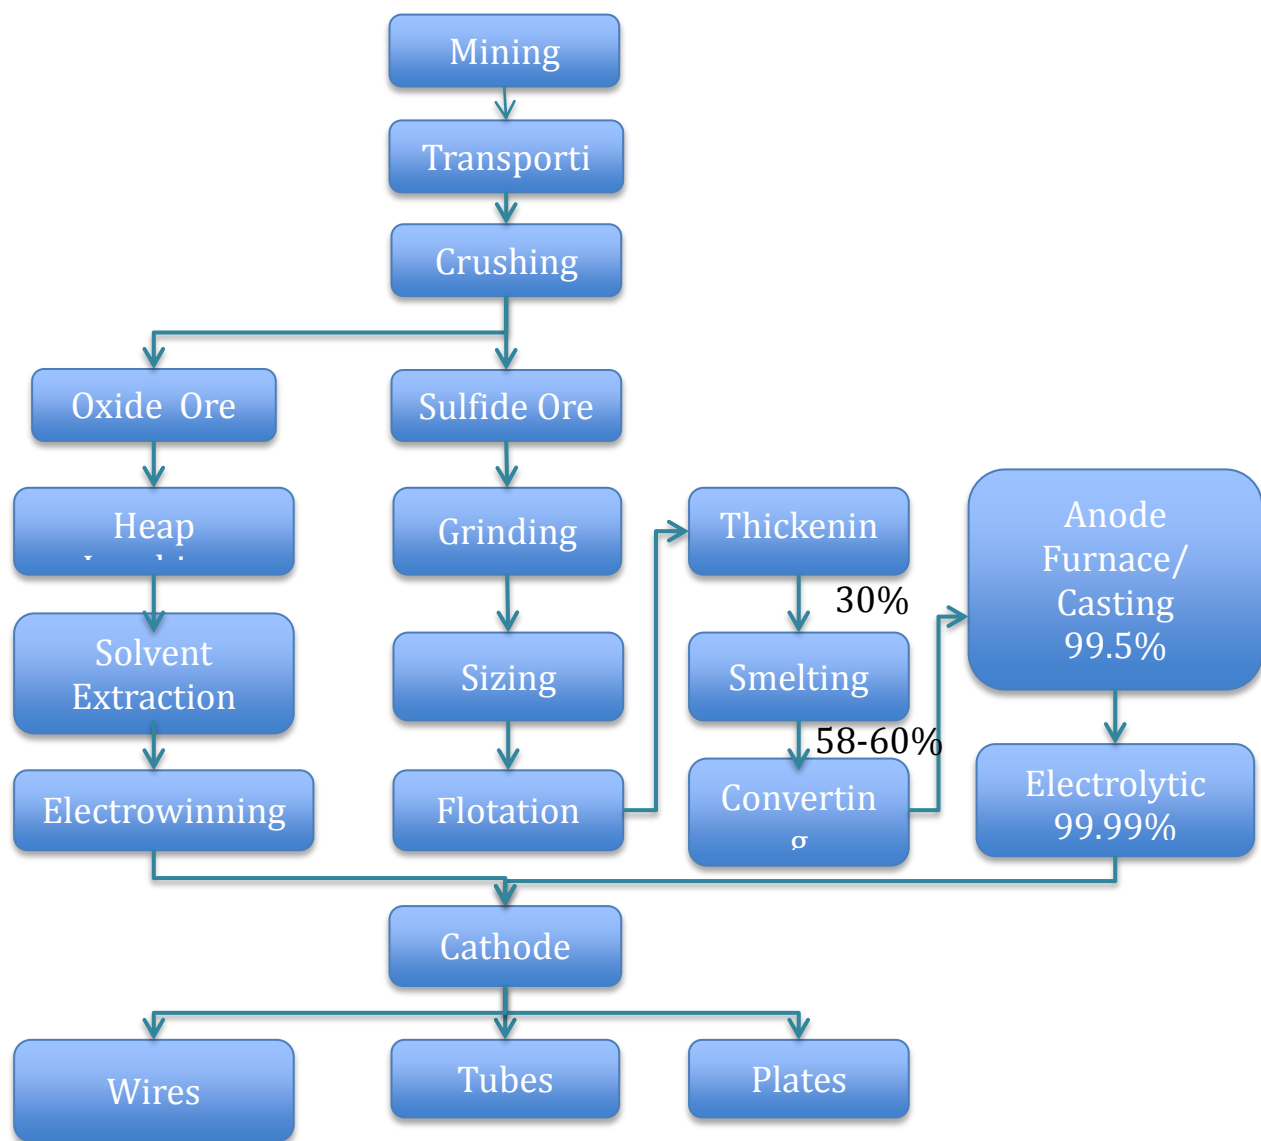 Mining
Transporti
Crushing
Oxide Ore
Sulfide Ore
Heap
Grinding
Thickenin
Anode
Furnace/
Casting
99.5%
30%
Solvent
Extraction
Sizing
Smelting
58-60%
Electrowinning
Flotation
Convertin
g
Electrolytic
99.99%
Cathode
Wires
Tubes
Plates